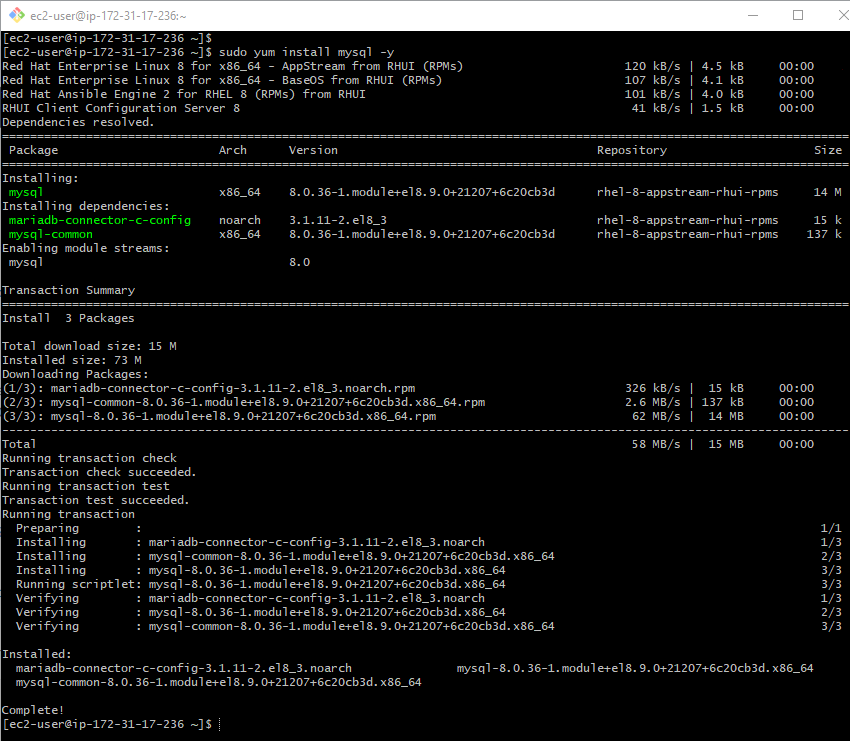 ec2-user@ip-172-31-17-236:~
[ec2-user@ip-172-31-17-236 ~]$
[ec2-user@ip-172-31-17-236 ~]$ sudo yum install mysql -y
Red Hat Enterprise Linux 8 for x86_64 - AppStream from RHUI (RPMs) 120 kB/s | 4.5 kB 00:00
Red Hat Enterprise Linux 8 for x86_64 - BaseOS from RHUI (RPMs) 107 kB/s | 4.1 kB 00:00
Red Hat Ansible Engine 2 for RHEL 8 (RPMs) from RHUI 101 kB/s | 4.0 kB 00:00
RHUI Client Configuration Server 8 41 kB/s | 1.5 kB 00:00
Dependencies resolved.
Package Arch Version Repository Size
Installing:
mysql x86_64 8.0.36-1.module+el8.9.0+21207+6c20cb3d rhel-8-appstream-rhui-rpms 14 M
Installing dependencies:
mariadb-connector-c-config noarch 3.1.11-2.el8_3 rhel-8-appstream-rhui-rpms 15 k
mysql-common x86_64 8.0.36-1.module+el8.9.0+21207+6c20cb3d rhel-8-appstream-rhui-rpms 137 k
Enabling module streams:
mysql 8.0
Transaction Summary
Install 3 Packages
Total download size: 15 M
Installed size: 73 M
Downloading Packages:
(1/3): mariadb-connector-c-config-3.1.11-2.el8_3.noarch.rpm 326 kB/s | 15 kB 00:00
(2/3): mysql-common-8.0.36-1.module+el8.9.0+21207+6c20cb3d.x86_64.rpm 2.6 MB/s | 137 kB 00:00
(3/3): mysql-8.0.36-1.module+el8.9.0+21207+6c20cb3d.x86_64.rpm 62 MB/s | 14 MB 00:00
Total 58 MB/s | 15 MB 00:00
Running transaction check
Transaction check succeeded.
Running transaction test
Transaction test succeeded.
Running transaction
Preparing : 1/1
Installing : mariadb-connector-c-config-3.1.11-2.el8_3.noarch 1/3
Installing : mysql-common-8.0.36-1.module+el8.9.0+21207+6c20cb3d.x86_64 2/3
Installing : mysql-8.0.36-1.module+el8.9.0+21207+6c20cb3d.x86_64 3/3
Running scriptlet: mysql-8.0.36-1.module+el8.9.0+21207+6c20cb3d.x86_64 3/3
Verifying : mariadb-connector-c-config-3.1.11-2.el8_3.noarch 1/3
Verifying : mysql-8.0.36-1.module+el8.9.0+21207+6c20cb3d.x86_64 2/3
Verifying : mysql-common-8.0.36-1.module+el8.9.0+21207+6c20cb3d.x86_64 3/3
Installed:
mariadb-connector-c-config-3.1.11-2.el8_3.noarch mysql-8.0.36-1.module+el8.9.0+21207+6c20cb3d.x86_64
mysql-common-8.0.36-1.module+el8.9.0+21207+6c20cb3d.x86_64
Complete!
[ec2-user@ip-172-31-17-236 ~]$